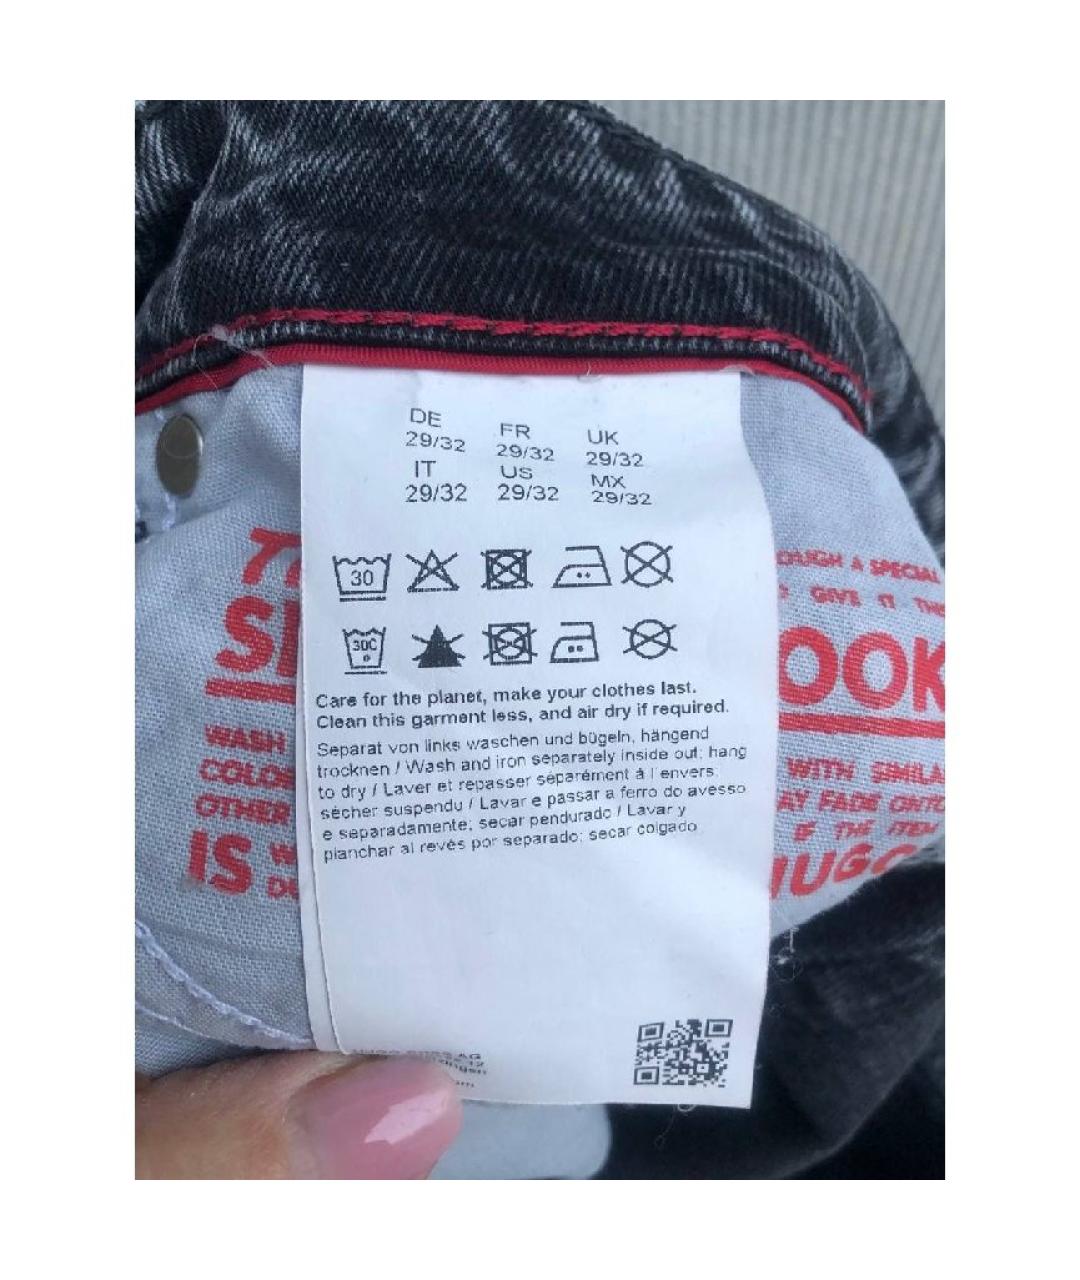 DE FR UK
29/32 29/32 29/32
IT US MX
29/32 29/32 29/32
30
30C
Care for the planet, make your clothes last.
Clean this garment less, and air dry if required.
Separat von links waschen und bügeln, hängend
trocknen / Wash and iron separately inside out; hang
to dry / Laver et repasser séparément à l'envers;
sécher suspendu / Lavar e passar a ferro do avesso
e separadamente; secar pendurado / Lavar y
planchar al revés por separado; secar colgado
AG
A SPECIAL
GIVE IT
OOK
WASH
WITH
OTHER
FADE
IS
IF THE ITEM
HUGO